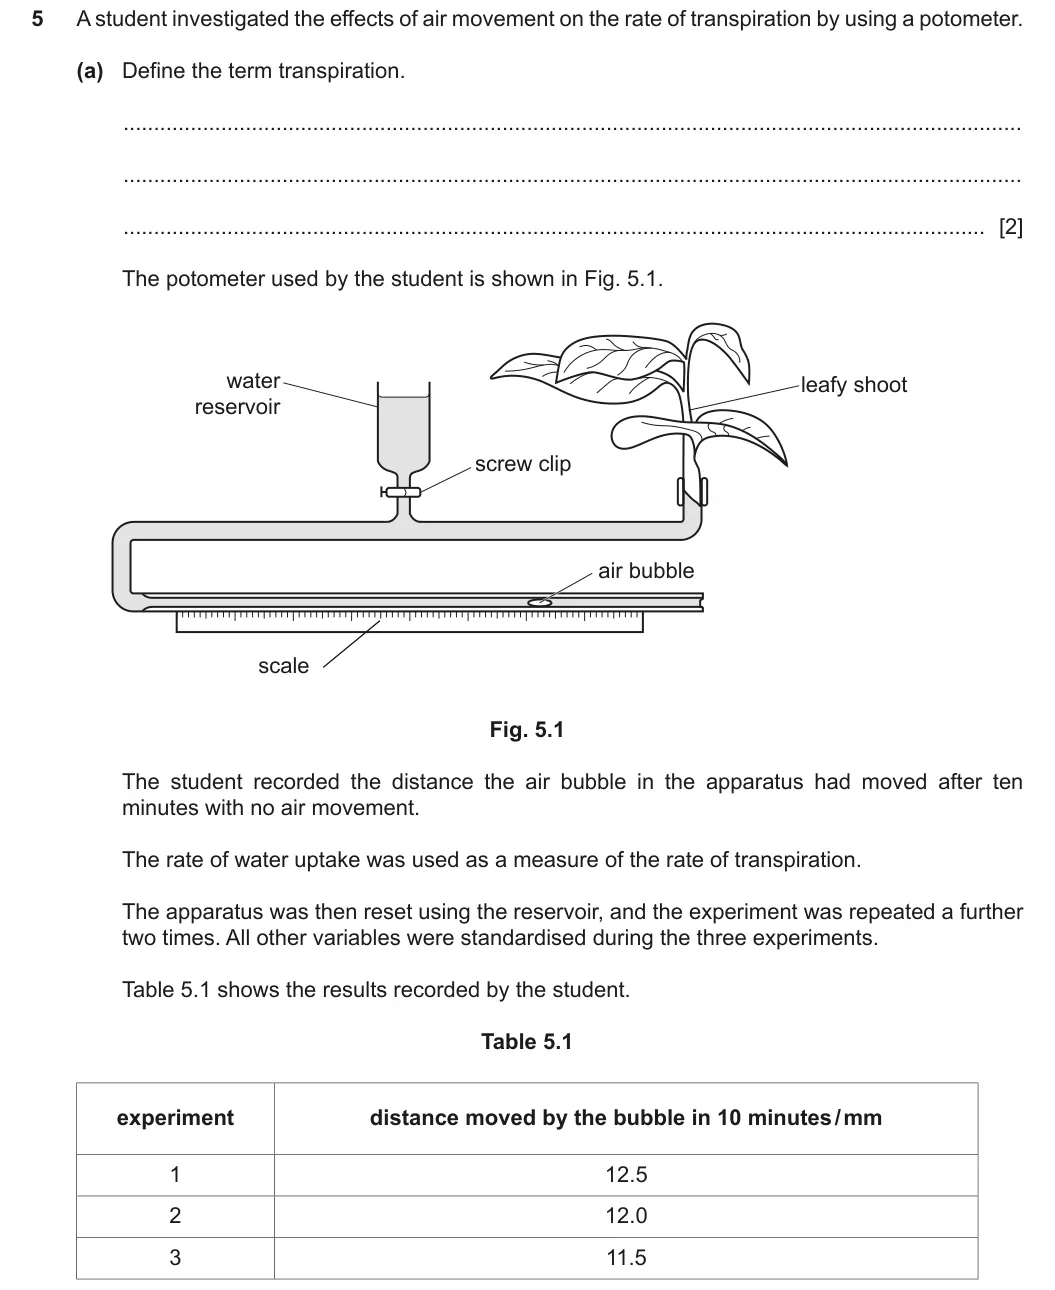 5 A student investigated the effects of air movement on the rate of transpiration by using a potometer.
(a) Define the term transpiration.
....................................................................................................
....................................................................................................
.................................................................................................... [2]
The potometer used by the student is shown in Fig. 5.1.
water
reservoir
leafy shoot
screw clip
air bubble
scale
Fig. 5.1
The student recorded the distance the air bubble in the apparatus had moved after ten
minutes with no air movement.
The rate of water uptake was used as a measure of the rate of transpiration.
The apparatus was then reset using the reservoir, and the experiment was repeated a further
two times. All other variables were standardised during the three experiments.
Table 5.1 shows the results recorded by the student.
Table 5.1
experiment distance moved by the bubble in 10 minutes / mm
1 12.5
2 12.0
3 11.5